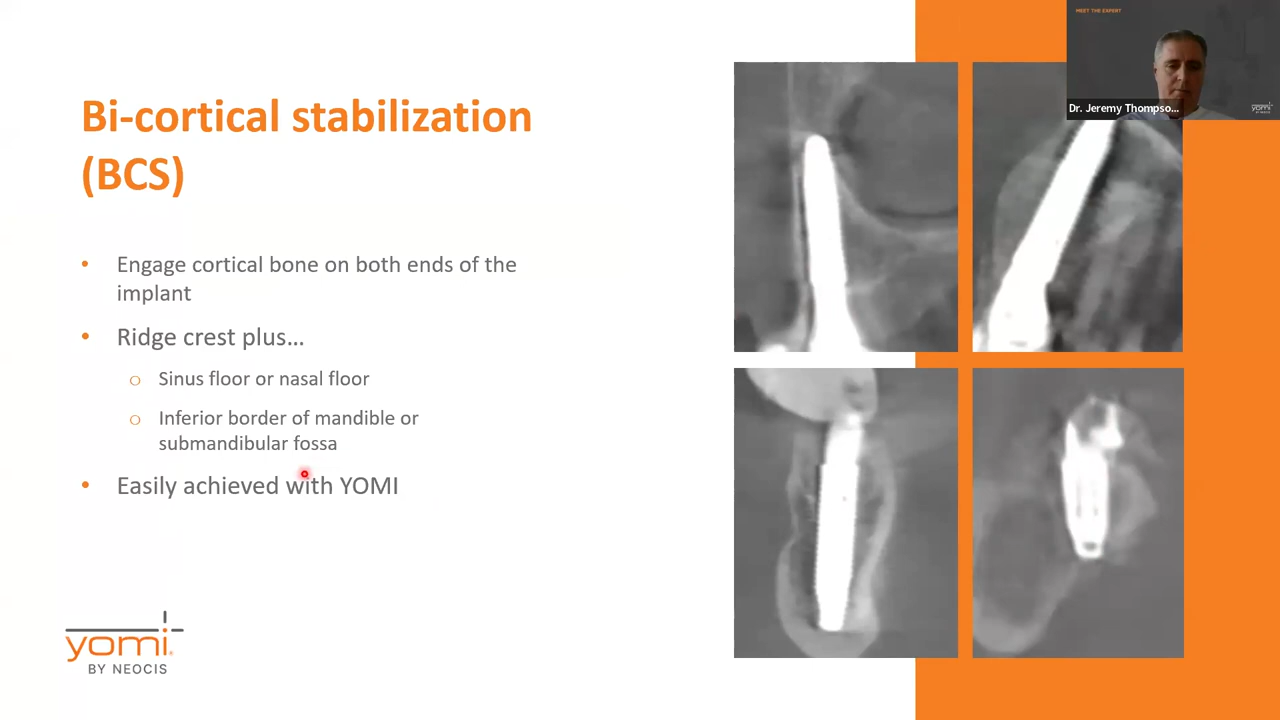 MEET THE EXPERT
Dr. Jeremy Thompso...
yomi
Bi-cortical stabilization
(BCS)
• Engage cortical bone on both ends of the
implant
• Ridge crest plus...
○ Sinus floor or nasal floor
○ Inferior border of mandible or
submandibular fossa
• Easily achieved with YOMI
yomi
BY NEOCIS